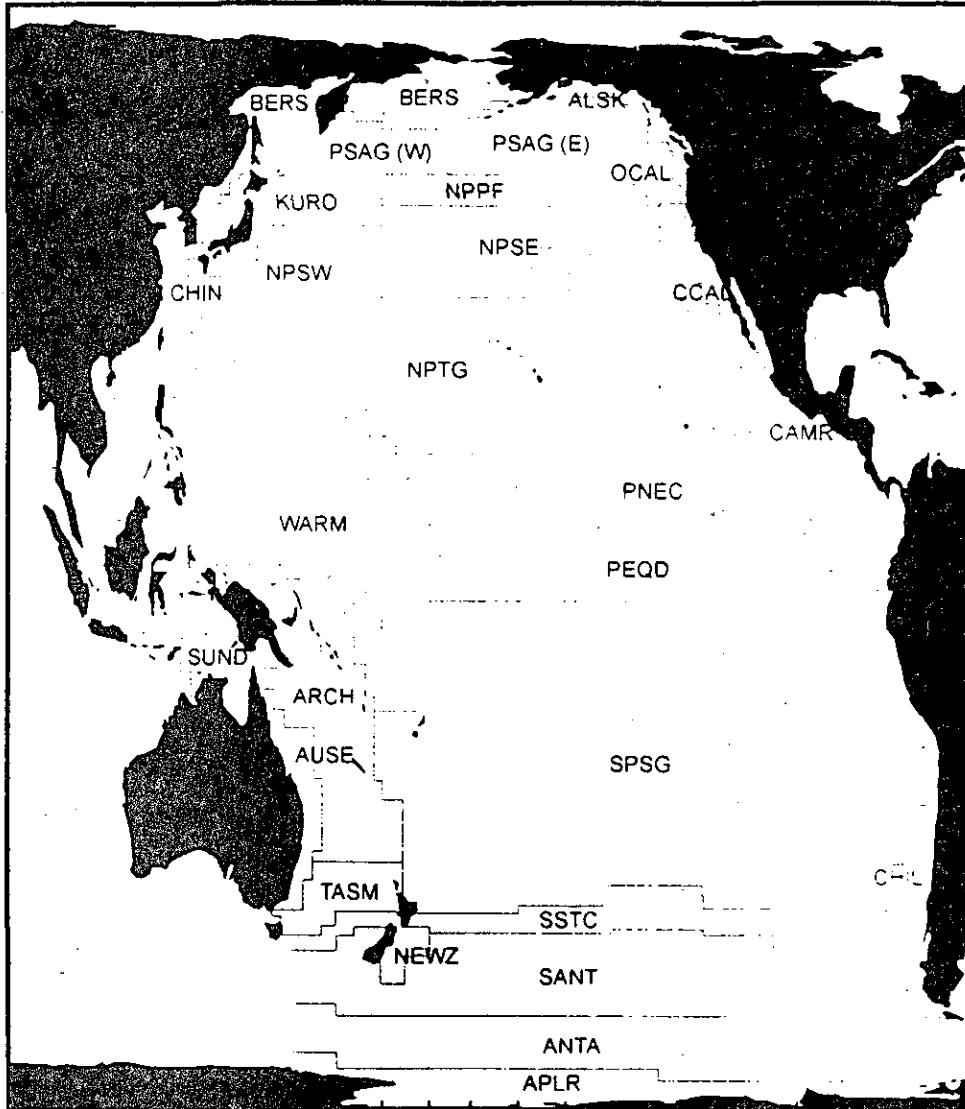 BERS BERS ALSK
PSAG (W) PSAG (E)
OCAL
KURO NPPF
NPSW NPSE
CHIN CCAL
NPTG
CAMR
PNEC
WARM
PEQD
SUND
ARCH
AUSE SPSG
TASM
SSTC
NEWZ
SANT
ANTA
APLR